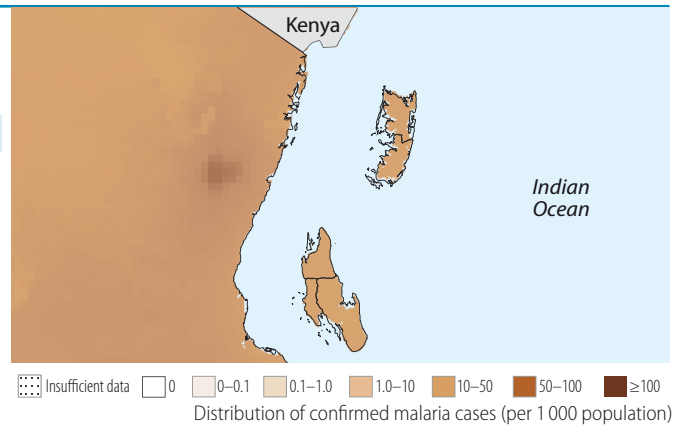 Kenya
Indian
Ocean
Insufficient data 0 0–0.1 0.1–1.0 1.0–10 10–50 50–100 ≥100
Distribution of confirmed malaria cases (per 1 000 population)